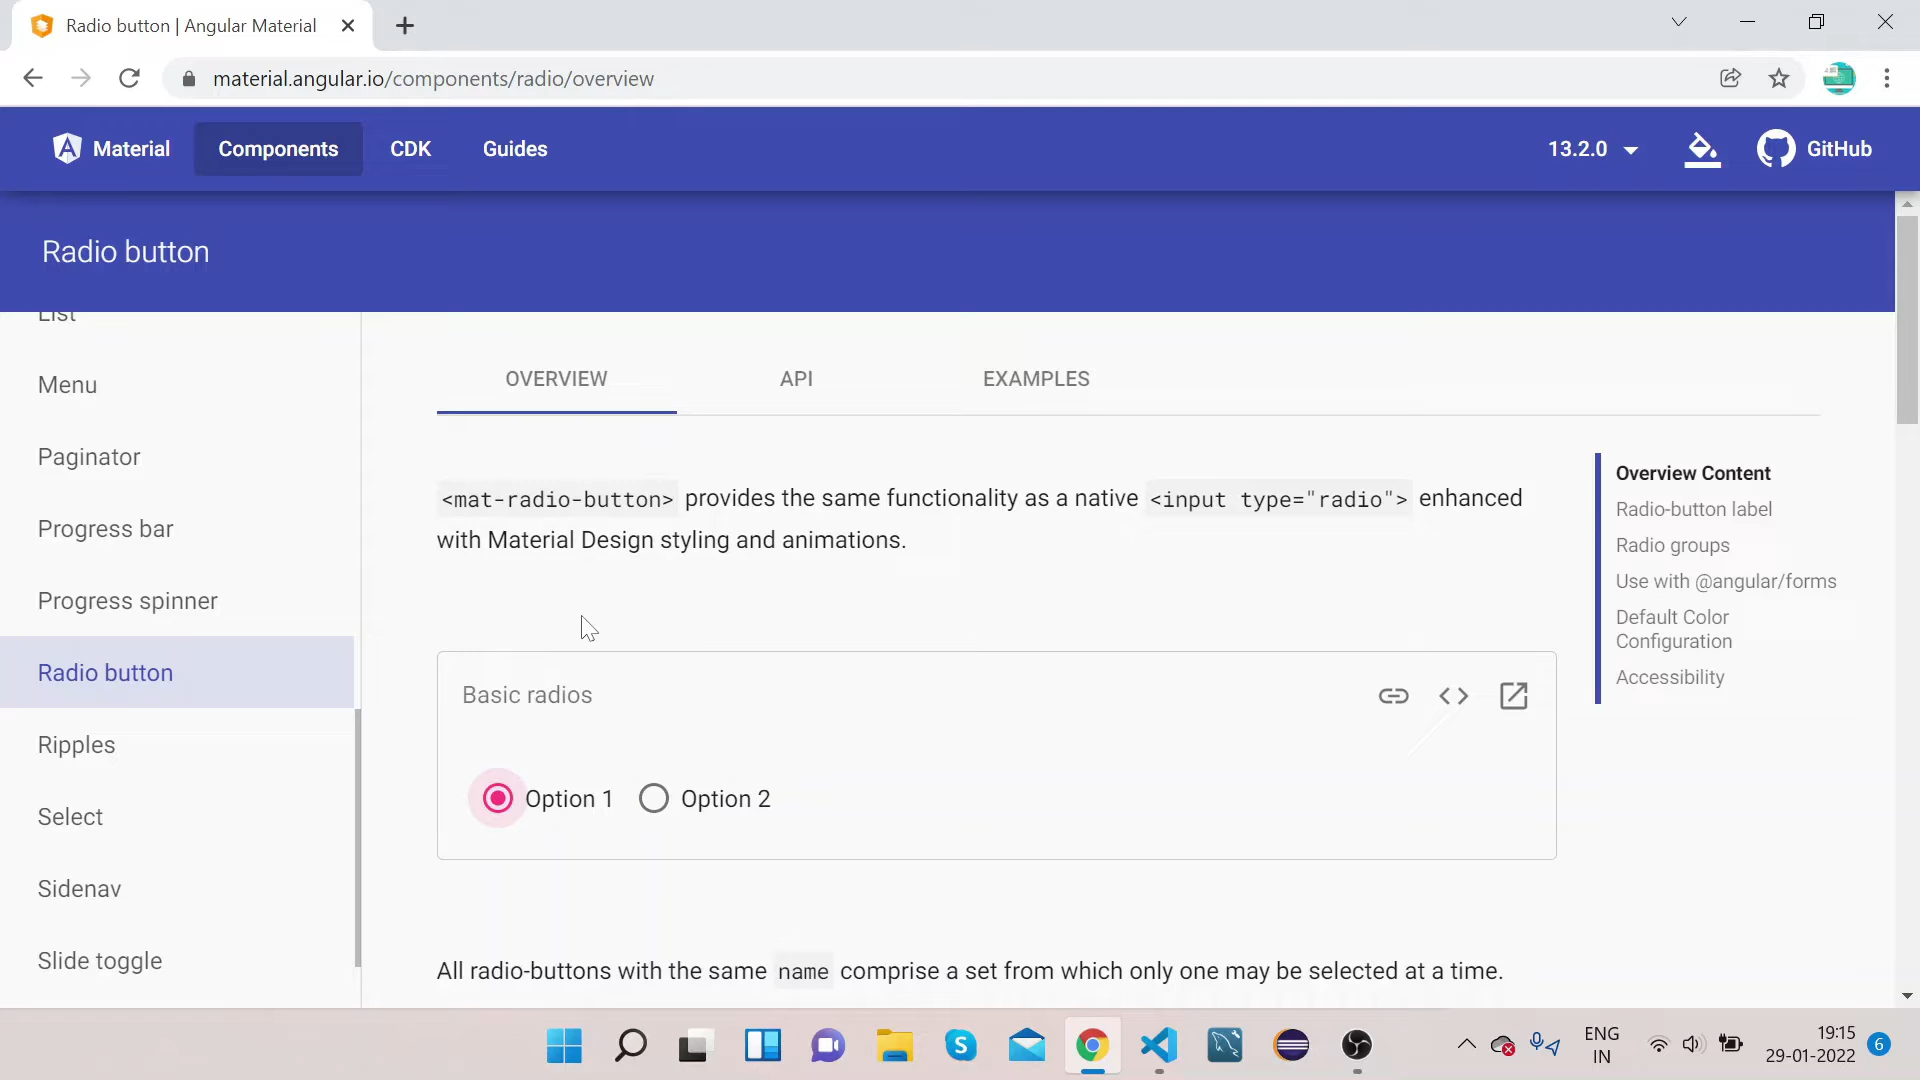 Radio button | Angular Material
material.angular.io/components/radio/overview
Material
Components
CDK
Guides
13.2.0
GitHub
Radio button
List
Menu
Paginator
Progress bar
Progress spinner
Radio button
Ripples
Select
Sidenav
Slide toggle
OVERVIEW
API
EXAMPLES
<mat-radio-button> provides the same functionality as a native <input type="radio"> enhanced
with Material Design styling and animations.
Basic radios
Option 1
Option 2
All radio-buttons with the same name comprise a set from which only one may be selected at a time.
Overview Content
Radio-button label
Radio groups
Use with @angular/forms
Default Color
Configuration
Accessibility
ENG
IN
19:15
29-01-2022
6